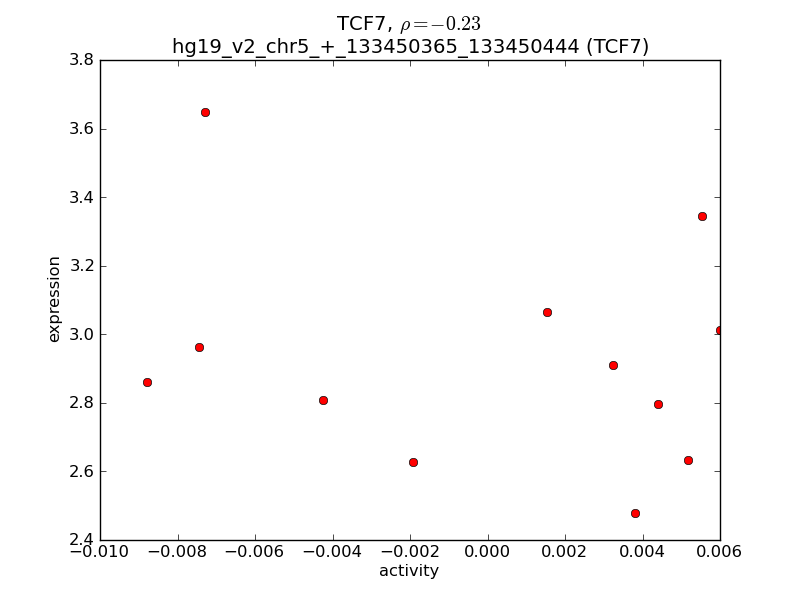 TCF7, ρ=−0.23
hg19_v2_chr5_+_133450365_133450444 (TCF7)
3.8
3.6
3.4
3.2
3.0
2.8
2.6
2.4
expression
−0.010 −0.008 −0.006 −0.004 −0.002 0.000 0.002 0.004 0.006
activity